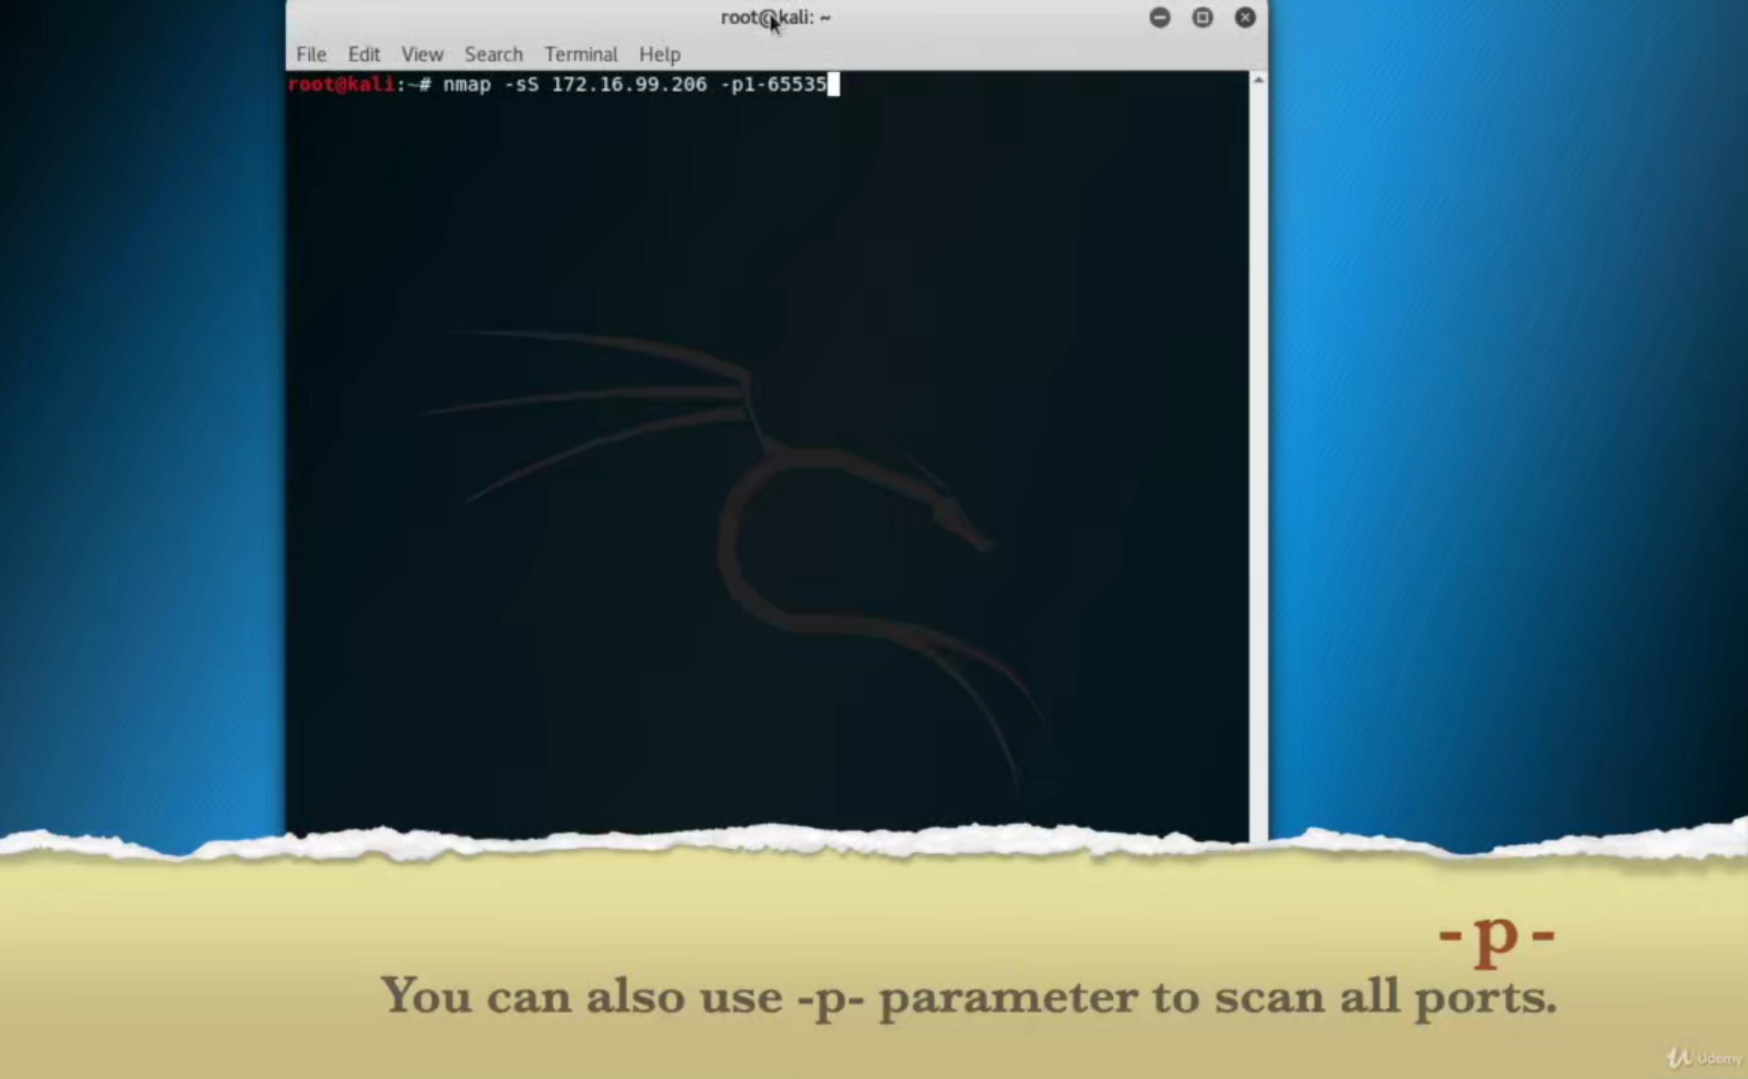 root@kali: ~
File Edit View Search Terminal Help
root@kali:~# nmap -sS 172.16.99.206 -p1-65535
-p-
You can also use -p- parameter to scan all ports.
Udemy